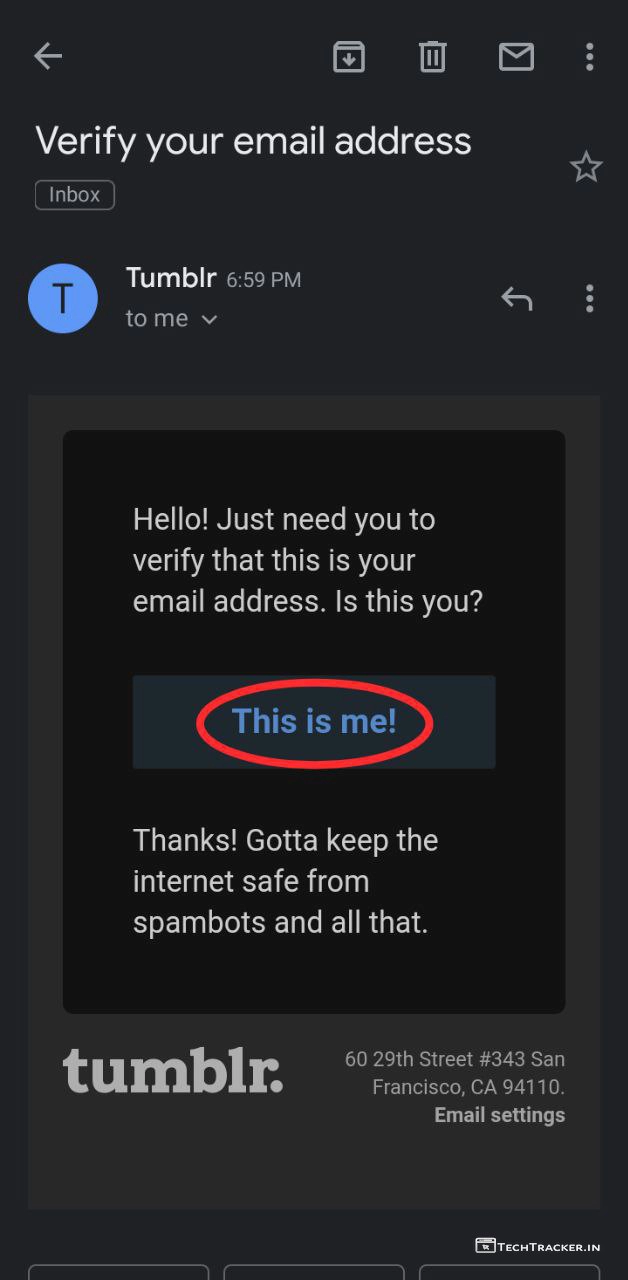 Verify your email address
Inbox
T
Tumblr 6:59 PM
to me
Hello! Just need you to
verify that this is your
email address. Is this you?
This is me!
Thanks! Gotta keep the
internet safe from
spambots and all that.
tumblr.
60 29th Street #343 San
Francisco, CA 94110.
Email settings
TECHTRACKER.IN